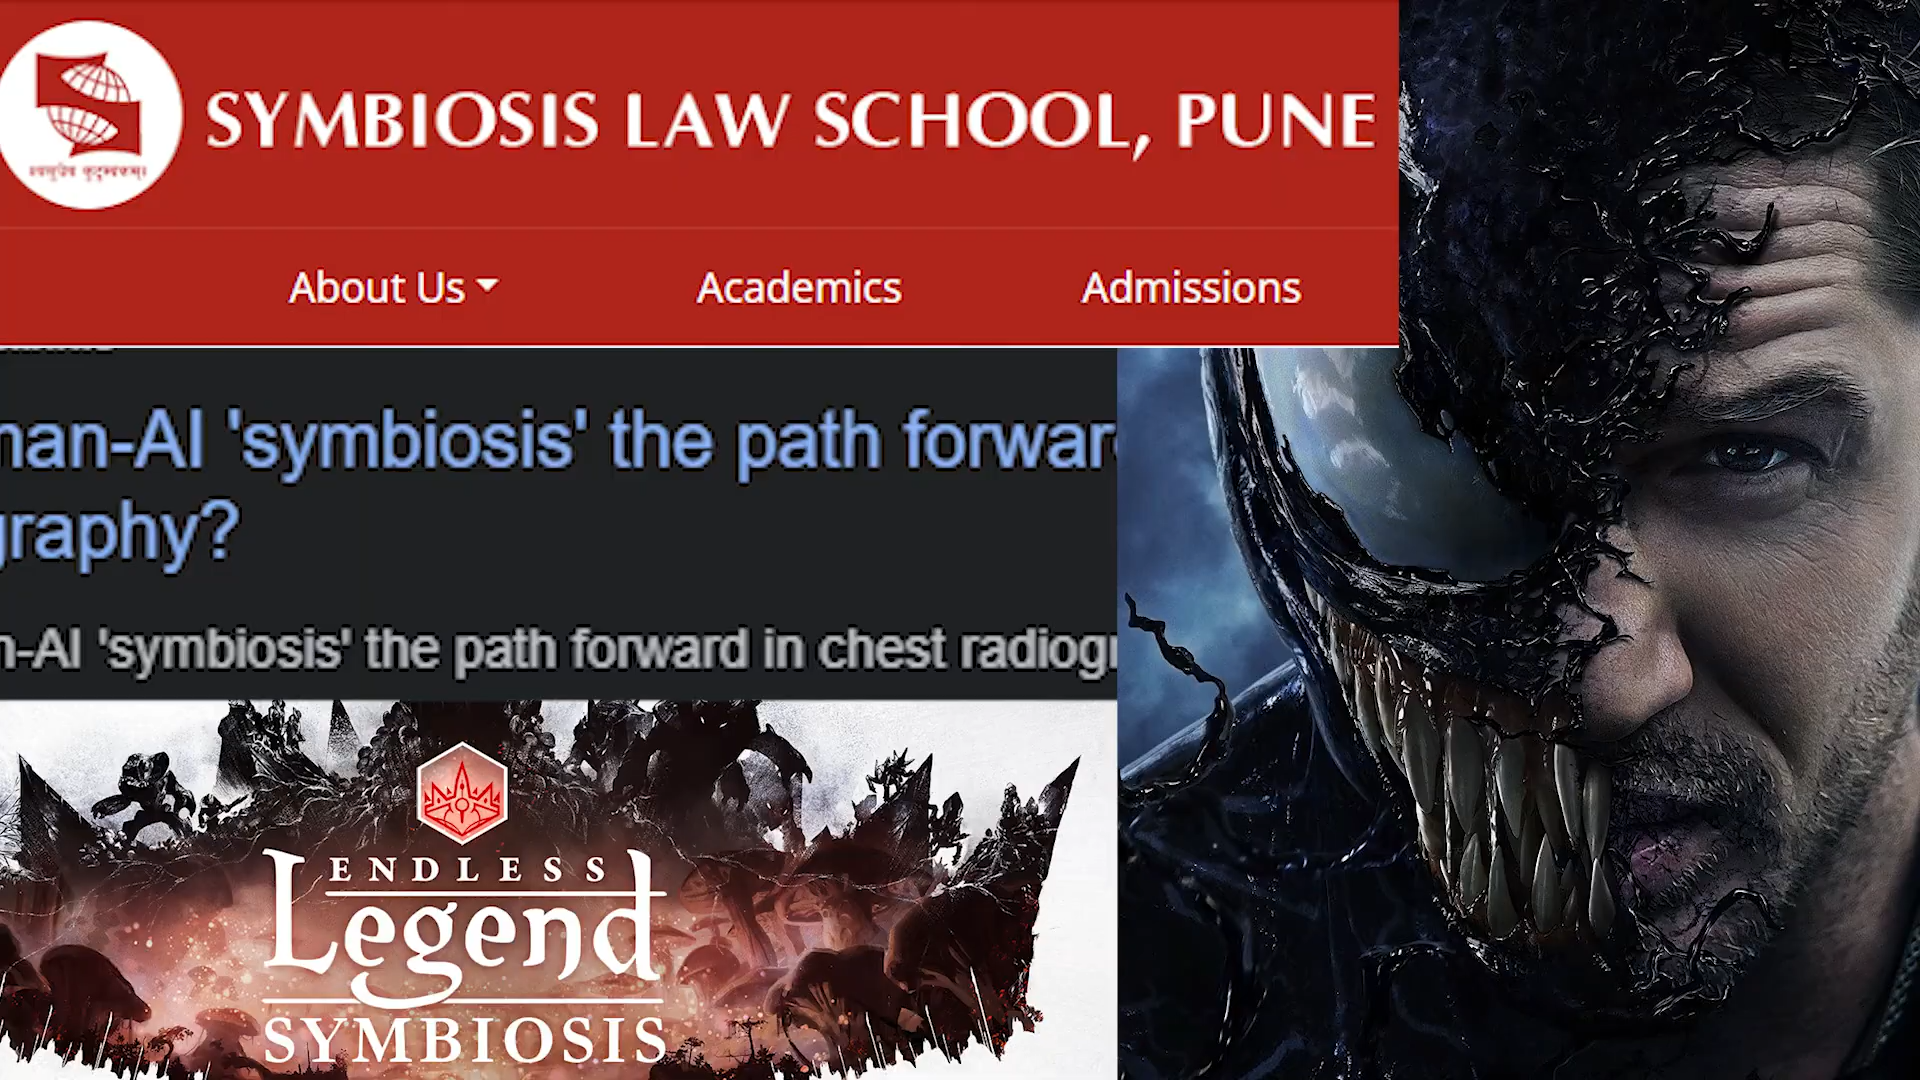 SYMBIOSIS LAW SCHOOL, PUNE
About Us
Academics
Admissions
man-AI 'symbiosis' the path forward
graphy?
n-AI 'symbiosis' the path forward in chest radiogr
ENDLESS
Legend
SYMBIOSIS